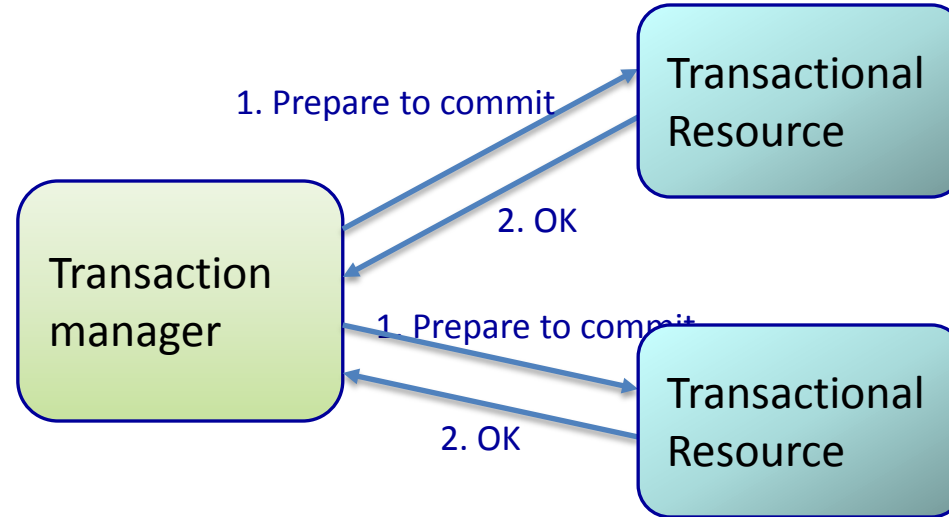 Transactional
Resource
1. Prepare to commit
2. OK
Transaction
manager
1. Prepare to commit
Transactional
Resource
2. OK